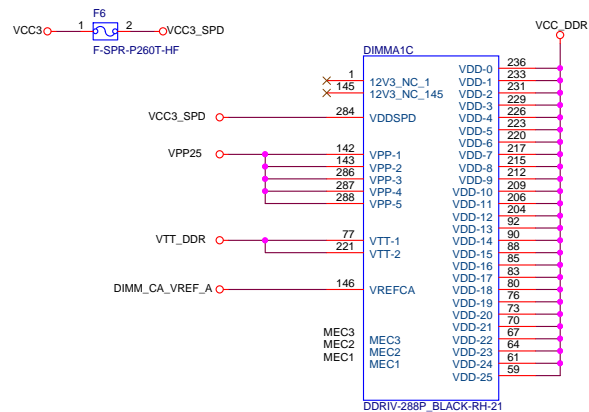 F6
VCC3 1 2 VCC3_SPD
F-SPR-P260T-HF
VCC_DDR
DIMMA1C
1 12V3_NC_1
145 12V3_NC_145
VCC3_SPD 284 VDDSPD
VPP25 142 VPP-1
143 VPP-2
286 VPP-3
287 VPP-4
288 VPP-5
VTT_DDR 77 VTT-1
221 VTT-2
DIMM_CA_VREF_A 146 VREFCA
MEC3 MEC3
MEC2 MEC2
MEC1 MEC1
VDD-0 236
VDD-1 233
VDD-2 231
VDD-3 229
VDD-4 226
VDD-5 223
VDD-6 220
VDD-7 217
VDD-8 215
VDD-9 212
VDD-10 209
VDD-11 206
VDD-12 204
VDD-13 92
VDD-14 90
VDD-15 88
VDD-16 85
VDD-17 83
VDD-18 80
VDD-19 76
VDD-20 73
VDD-21 70
VDD-22 67
VDD-23 64
VDD-24 61
VDD-25 59
DDRIV-288P_BLACK-RH-21